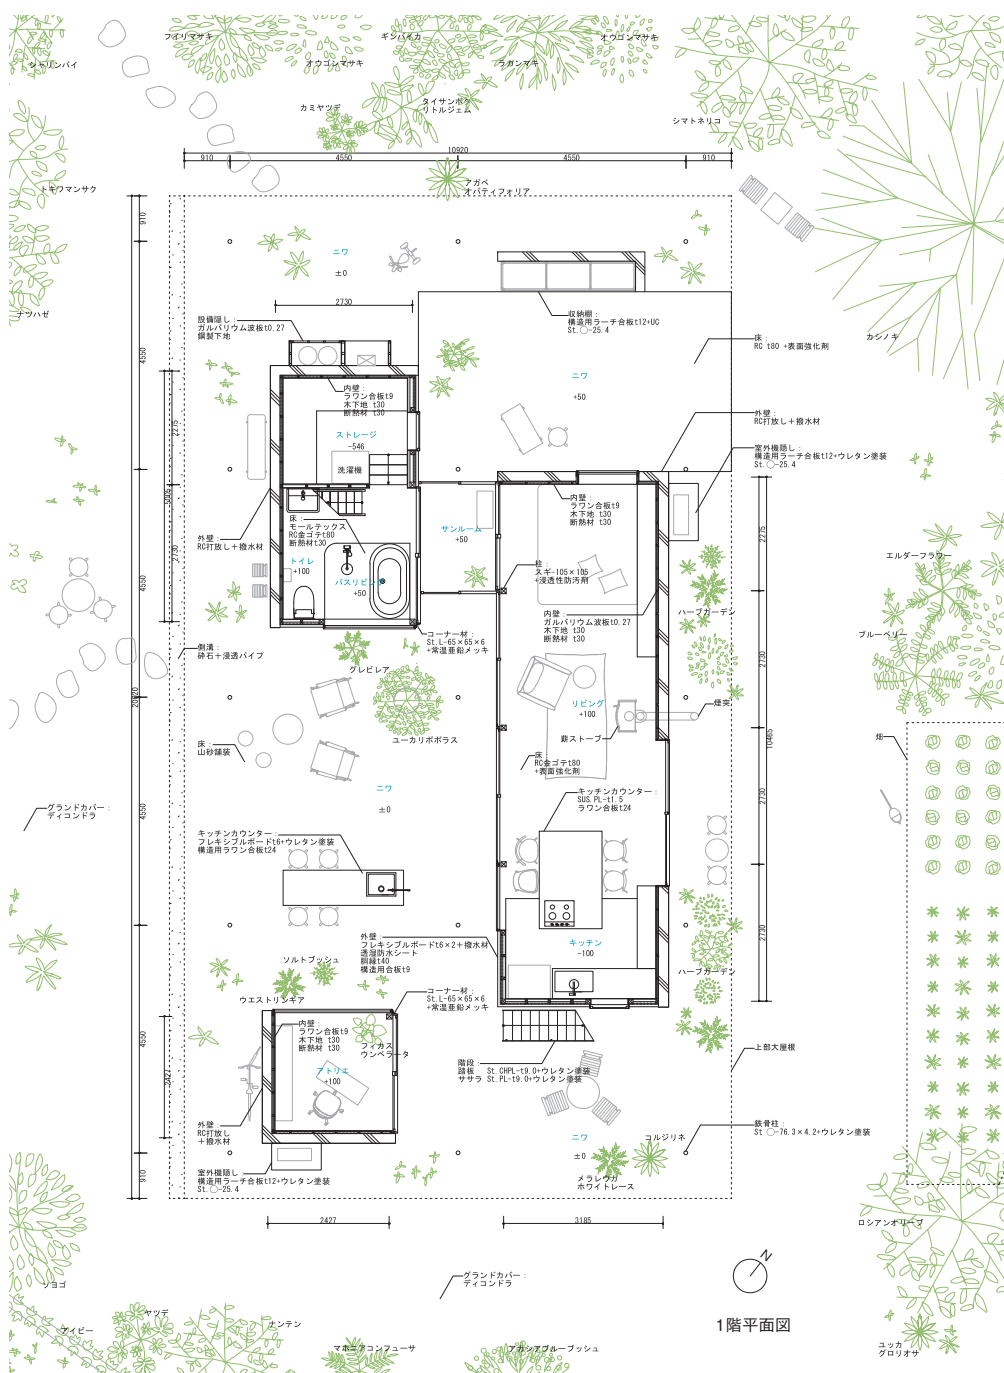 フイリマサキ
ギンバイカ
オウゴンマサキ
シャリンバイ
オウゴンマサキ
ラカンマキ
カミヤツデ
タイサンボク
リトルジェム
シマトネリコ
10920
910
4550
4550
910
トキワマンサク
アガベ
オバティフォリア
910
ニワ
±0
2730
ナツハゼ
設備隠し：
ガルバリウム波板t0.27
鋼製下地
収納棚：
構造用ラーチ合板t12+UC
St.○-25.4
床：
RC t80 +表面強化剤
カシノキ
4550
ニワ
+50
内壁：
ラワン合板t9
木下地 t30
断熱材 t30
外壁：
RC打放し＋撥水材
2275
ストレージ
-546
洗濯機
室外機隠し：
構造用ラーチ合板t12+ウレタン塗装
St.○-25.4
5005
内壁：
ラワン合板t9
木下地 t30
断熱材 t30
床：
モールテックス
RC金ゴテt80
断熱材t30
サンルーム
+50
2275
外壁：
RC打放し＋撥水材
2730
4550
トイレ
+100
バスリビング
+50
柱：
スギ-105×105
+浸透性防汚剤
エルダーフラワー
内壁：
ガルバリウム波板t0.27
木下地 t30
断熱材 t30
ハーブガーデン
コーナー材：
St.L-65×65×6
+常温亜鉛メッキ
ブルーベリー
側溝：
砕石＋浸透パイプ
グレビレア
2730
20020
リビング
+100
煙突
薪ストーブ
ユーカリポポラス
床：
山砂舗装
床：
RC金ゴテt80
+表面強化剤
10465
畑
ニワ
±0
キッチンカウンター：
SUS.PL-t1.5
ラワン合板t24
2730
グランドカバー：
ディコンドラ
4550
キッチンカウンター：
フレキシブルボードt6+ウレタン塗装
構造用ラワン合板t24
外壁：
フレキシブルボードt6×2＋撥水材
透湿防水シート
胴縁t40
構造用合板t9
キッチン
-100
2730
ソルトブッシュ
ハーブガーデン
ウエストリンギア
コーナー材：
St.L-65×65×6
+常温亜鉛メッキ
内壁：
ラワン合板t9
木下地 t30
断熱材 t30
フィカス
ウンベラータ
4550
2427
アトリエ
+100
階段：
踏板 St.CHPL-t9.0+ウレタン塗装
ササラ St.PL-t9.0+ウレタン塗装
上部大屋根
外壁：
RC打放し
＋撥水材
ニワ
±0
コルジリネ
鉄骨柱：
St ○-76.3×4.2+ウレタン塗装
室外機隠し：
構造用ラーチ合板t12+ウレタン塗装
St.○-25.4
910
メラレウカ
ホワイトレース
2427
3185
ロシアンオリーブ
N
ソヨゴ
グランドカバー：
ディコンドラ
ヤツデ
アイビー
ナンテン
1階平面図
マホニアコンフューサ
アカシアブルーブッシュ
ユッカ
グロリオサ